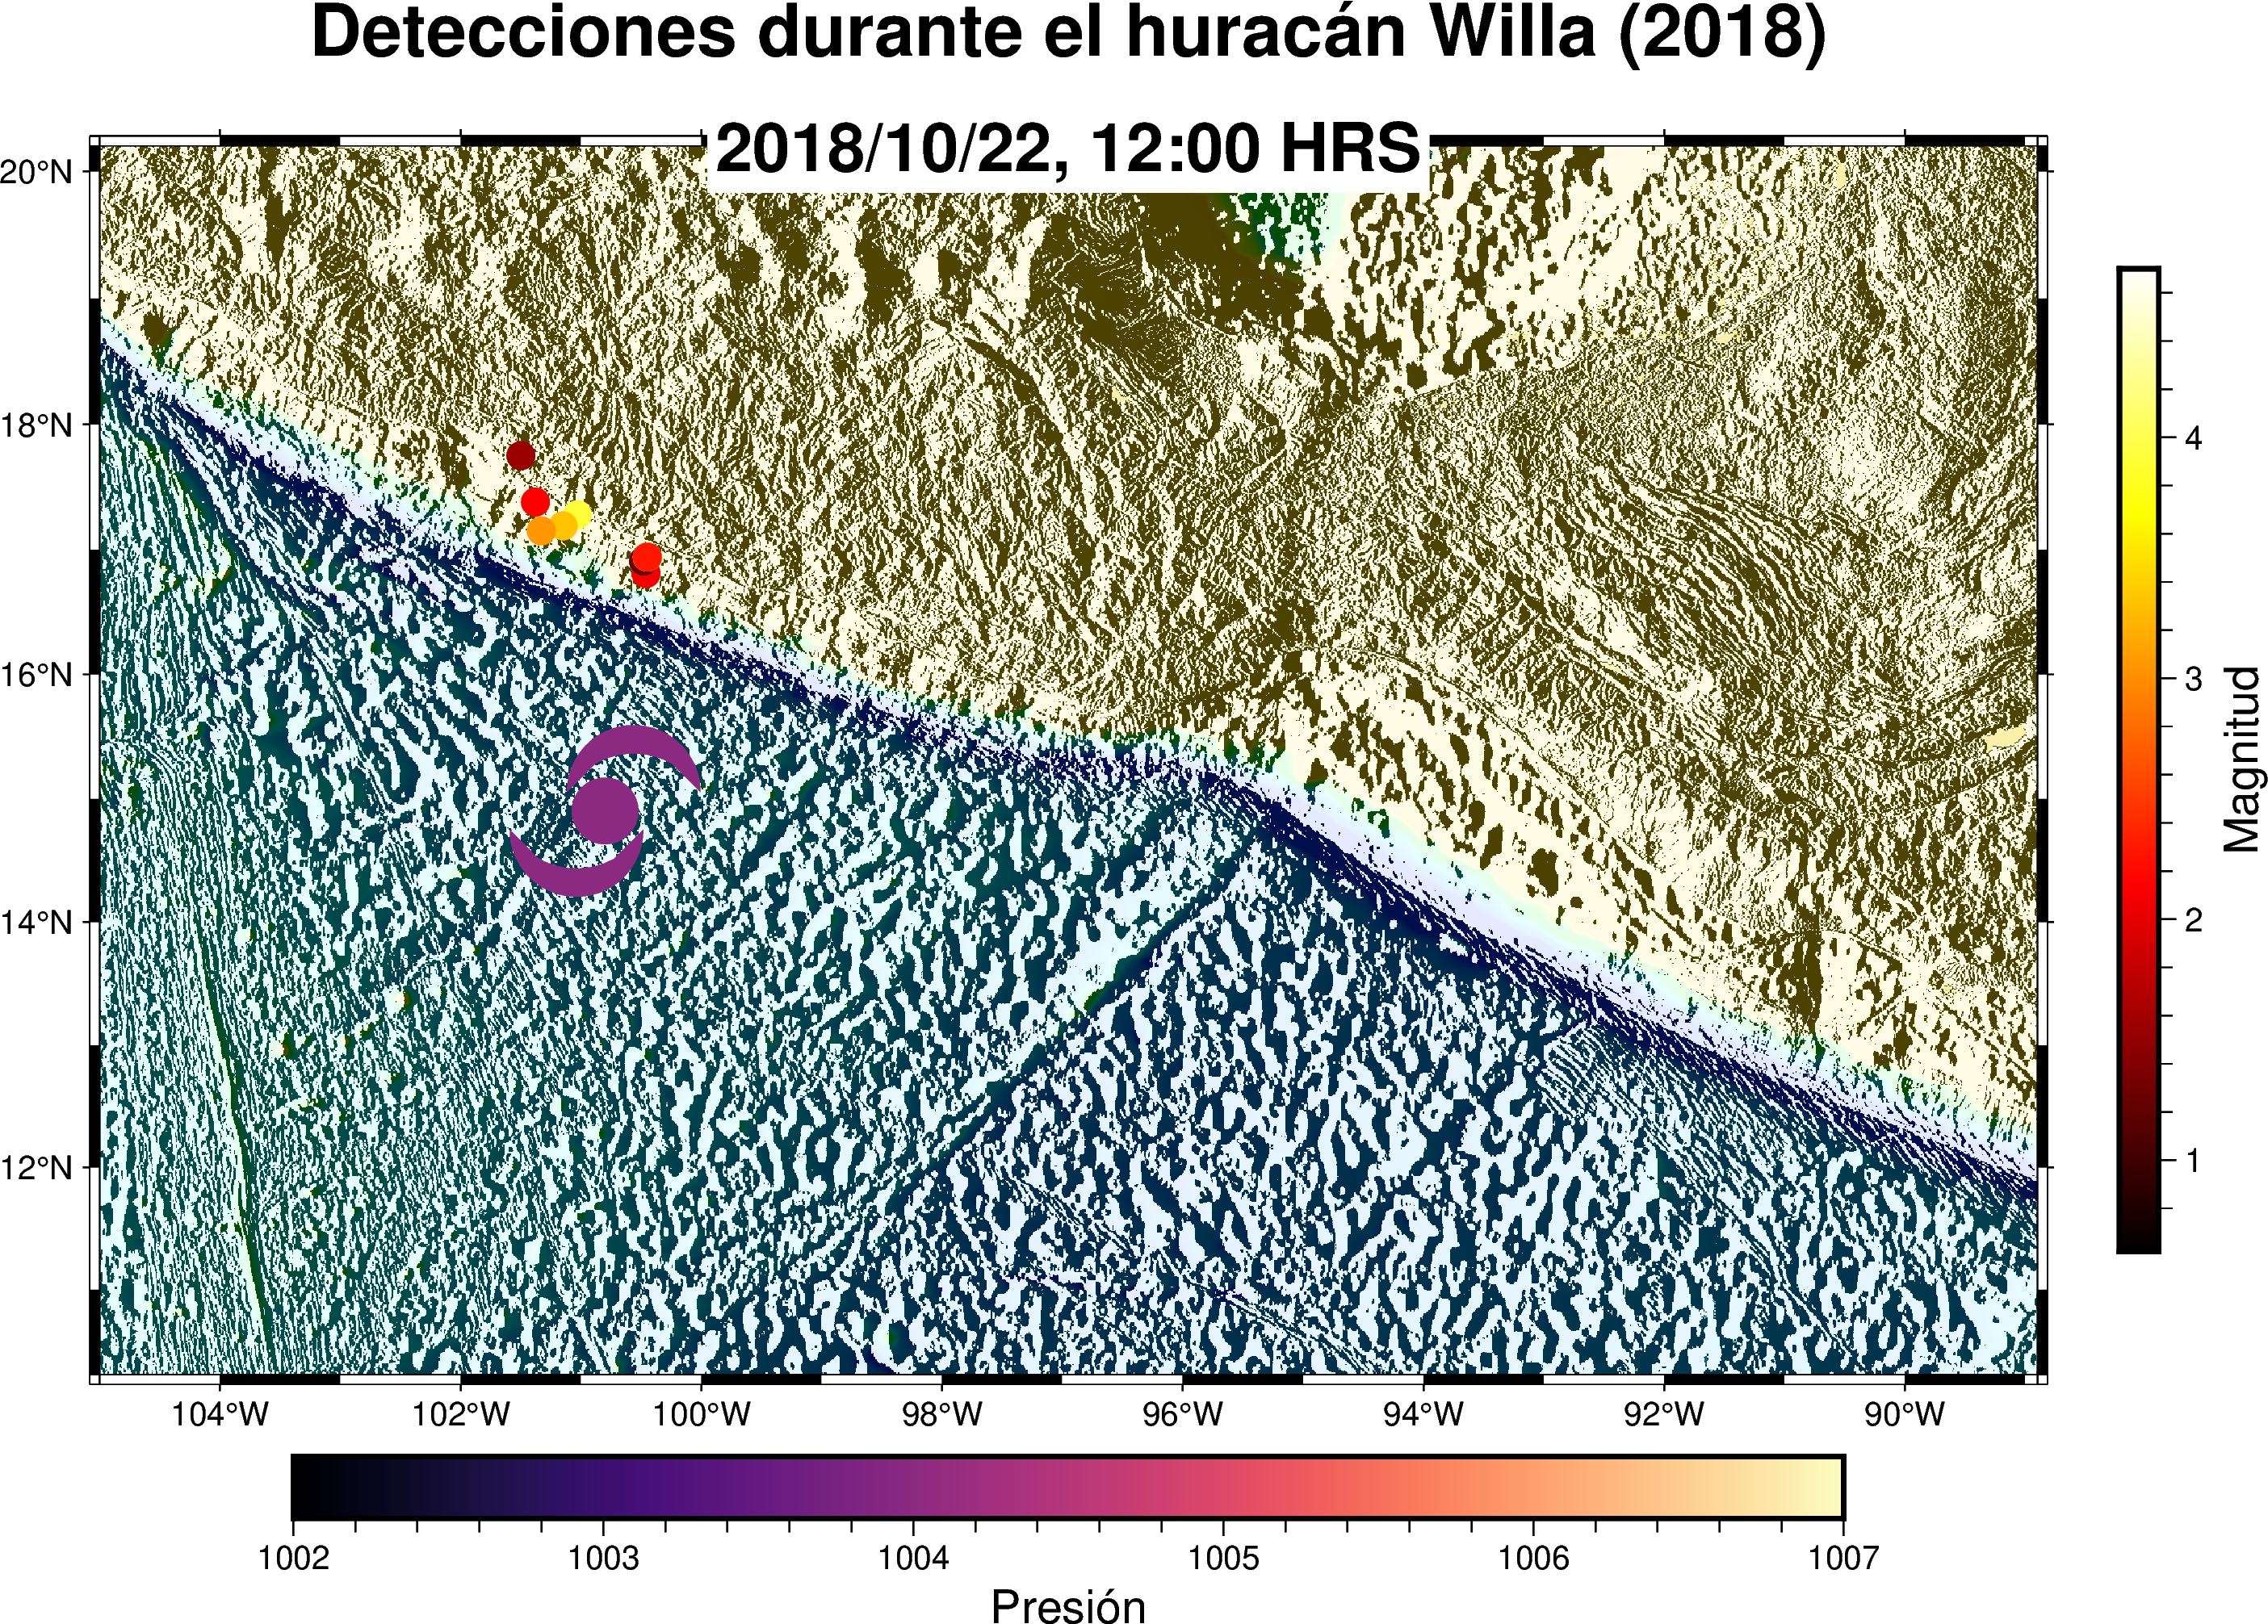 Detecciones durante el huracán Willa (2018)
2018/10/22, 12:00 HRS
20°N
18°N
16°N
14°N
12°N
104°W 102°W 100°W 98°W 96°W 94°W 92°W 90°W
4
3
2
1
Magnitud
1002 1003 1004 1005 1006 1007
Presión